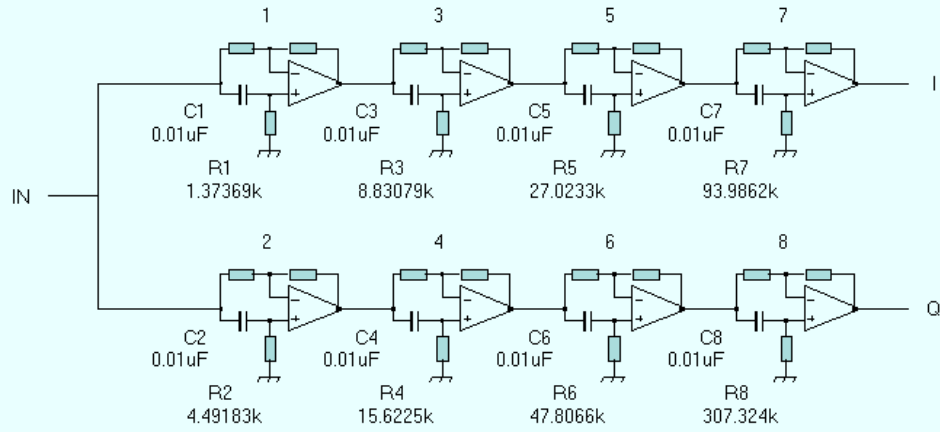 1 3 5 7
C1 C3 C5 C7 I
0.01uF 0.01uF 0.01uF 0.01uF
R1 R3 R5 R7
1.37369k 8.83079k 27.0233k 93.9862k
IN
2 4 6 8
C2 C4 C6 C8 Q
0.01uF 0.01uF 0.01uF 0.01uF
R2 R4 R6 R8
4.49183k 15.6225k 47.8066k 307.324k